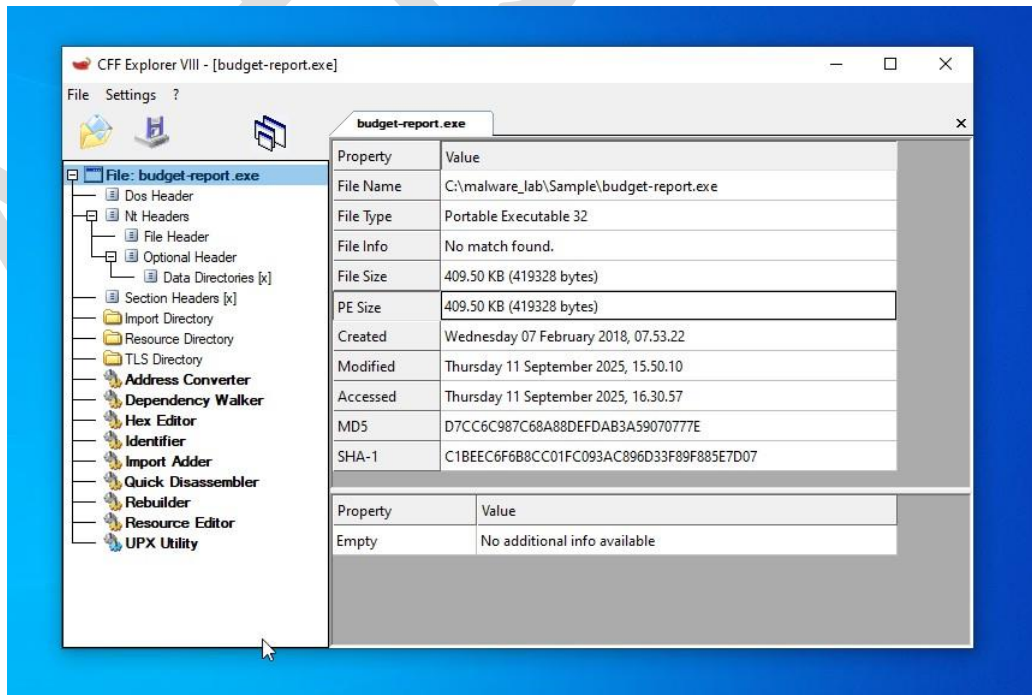 CFF Explorer VIII - [budget-report.exe]
File Settings ?
budget-report.exe
File: budget-report.exe
Dos Header
Nt Headers
File Header
Optional Header
Data Directories [x]
Section Headers [x]
Import Directory
Resource Directory
TLS Directory
Address Converter
Dependency Walker
Hex Editor
Identifier
Import Adder
Quick Disassembler
Rebuilder
Resource Editor
UPX Utility
Property Value
File Name C:\malware_lab\Sample\budget-report.exe
File Type Portable Executable 32
File Info No match found.
File Size 409.50 KB (419328 bytes)
PE Size 409.50 KB (419328 bytes)
Created Wednesday 07 February 2018, 07.53.22
Modified Thursday 11 September 2025, 15.50.10
Accessed Thursday 11 September 2025, 16.30.57
MD5 D7CC6C987C68A88DEFDAB3A59070777E
SHA-1 C1BEEC6F6B8CC01FC093AC896D33F89F885E7D07
Property Value
Empty No additional info available